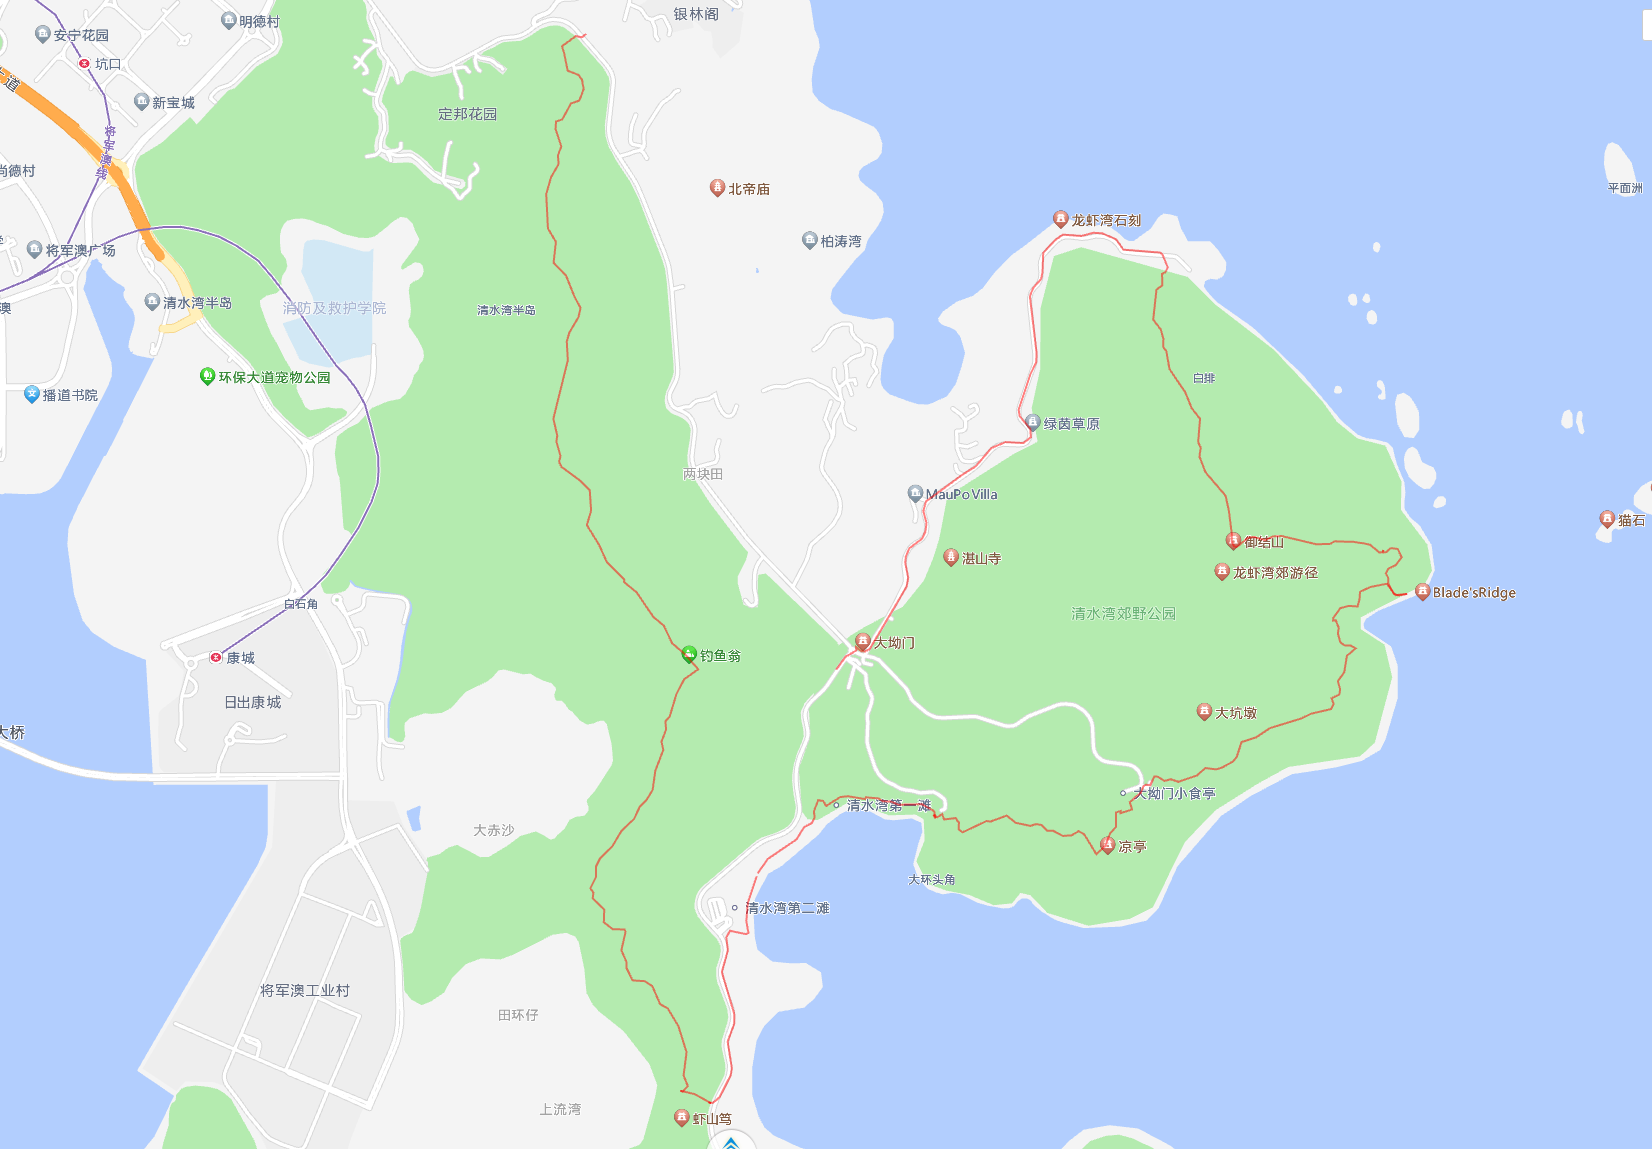 银林阁
明德村
安宁花园
坑口
大道
新宝城
定邦花园
将军澳线
尚德村
北帝庙
平面洲
龙虾湾石刻
柏涛湾
将军澳广场
清水湾半岛
消防及救护学院
清水湾半岛
澳
环保大道宠物公园
白排
播道书院
绿茵草原
两块田
MauPoVilla
猫石
御结山
湛山寺
龙虾湾郊游径
Blade'sRidge
白石角
清水湾郊野公园
大坳门
钓鱼翁
康城
日出康城
大坑墩
大桥
大坳门小食亭
清水湾第一滩
大赤沙
凉亭
大环头角
清水湾第二滩
将军澳工业村
田环仔
上流湾
虾山笃